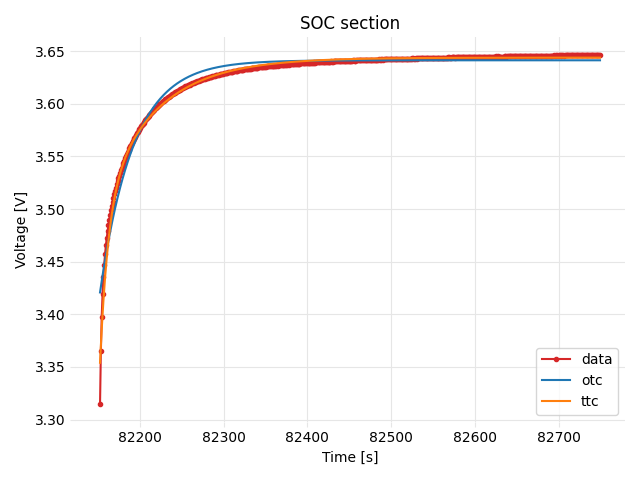 SOC section
3.65
3.60
3.55
3.50
3.45
3.40
3.35
3.30
Voltage [V]
82200 82300 82400 82500 82600 82700
Time [s]
data
otc
ttc